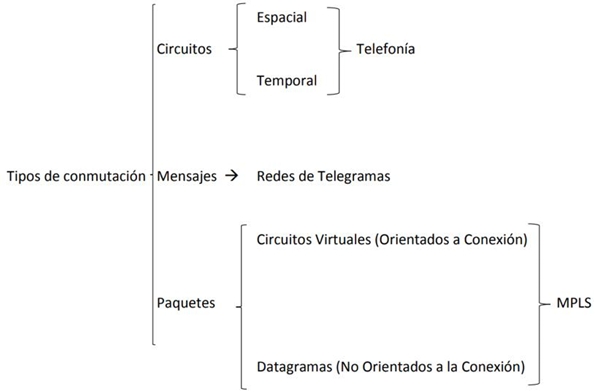 Espacial
Circuitos
Telefonía
Temporal
Tipos de conmutación
Mensajes → Redes de Telegramas
Circuitos Virtuales (Orientados a Conexión)
Paquetes
MPLS
Datagramas (No Orientados a la Conexión)